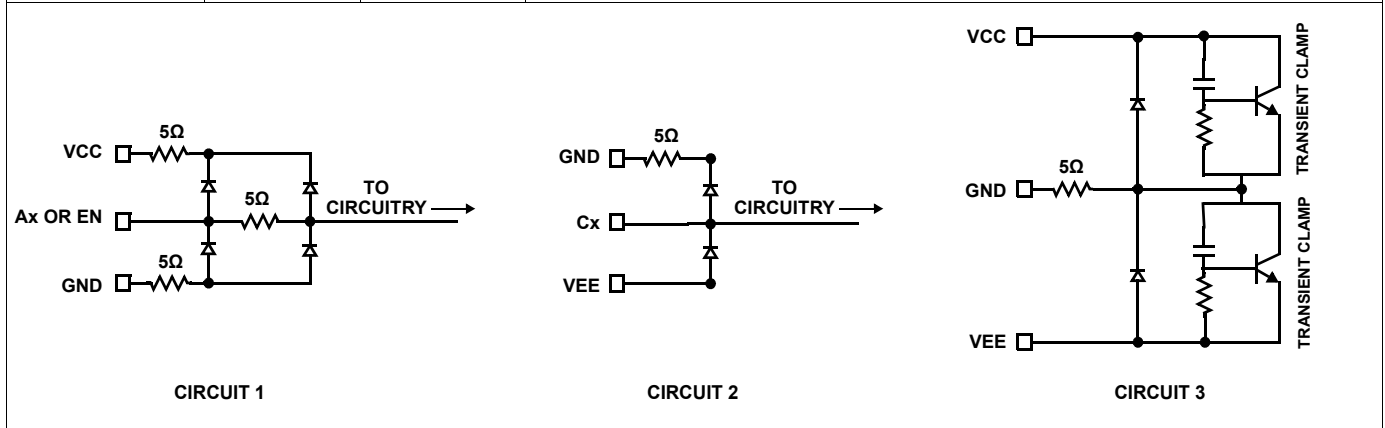 VCC
5Ω
Ax OR EN
5Ω
TO
CIRCUITRY
5Ω
GND
CIRCUIT 1
5Ω
GND
TO
CIRCUITRY
Cx
VEE
CIRCUIT 2
VCC
TRANSIENT CLAMP
5Ω
GND
TRANSIENT CLAMP
VEE
CIRCUIT 3